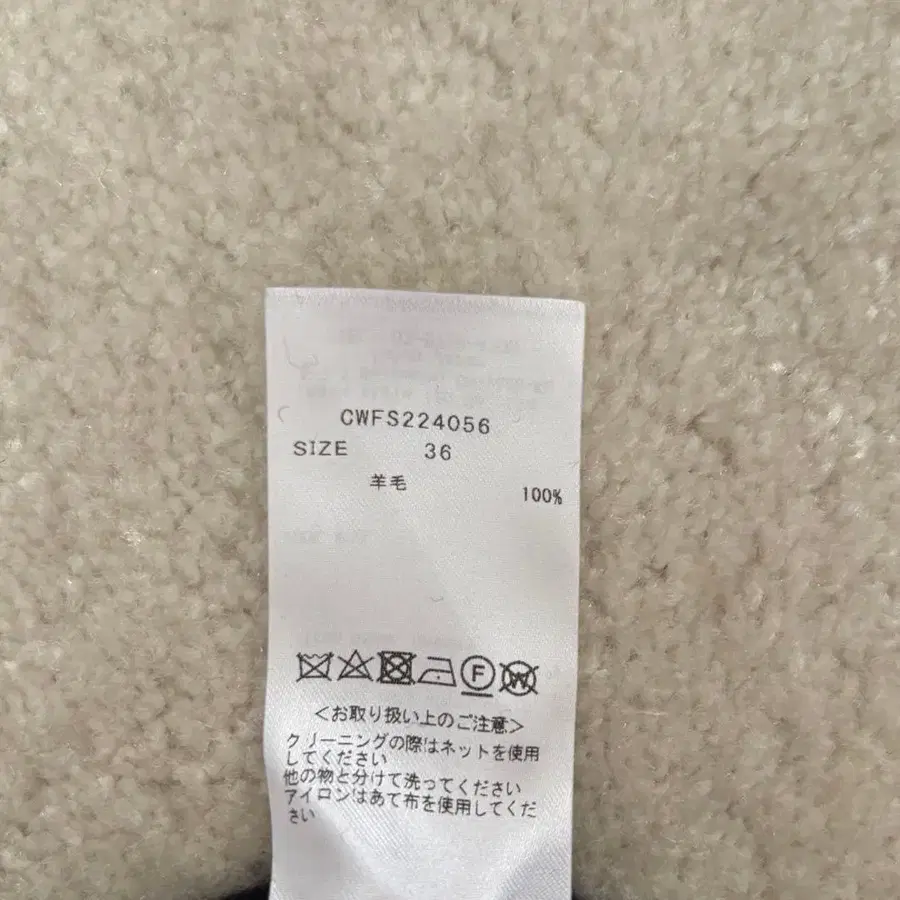 CWFS224056
SIZE 36
羊毛
100%
F W
＜お取り扱い上のご注意＞
クリーニングの際はネットを使用
してください
他の物と分けて洗ってください
アイロンはあて布を使用してくだ
さい